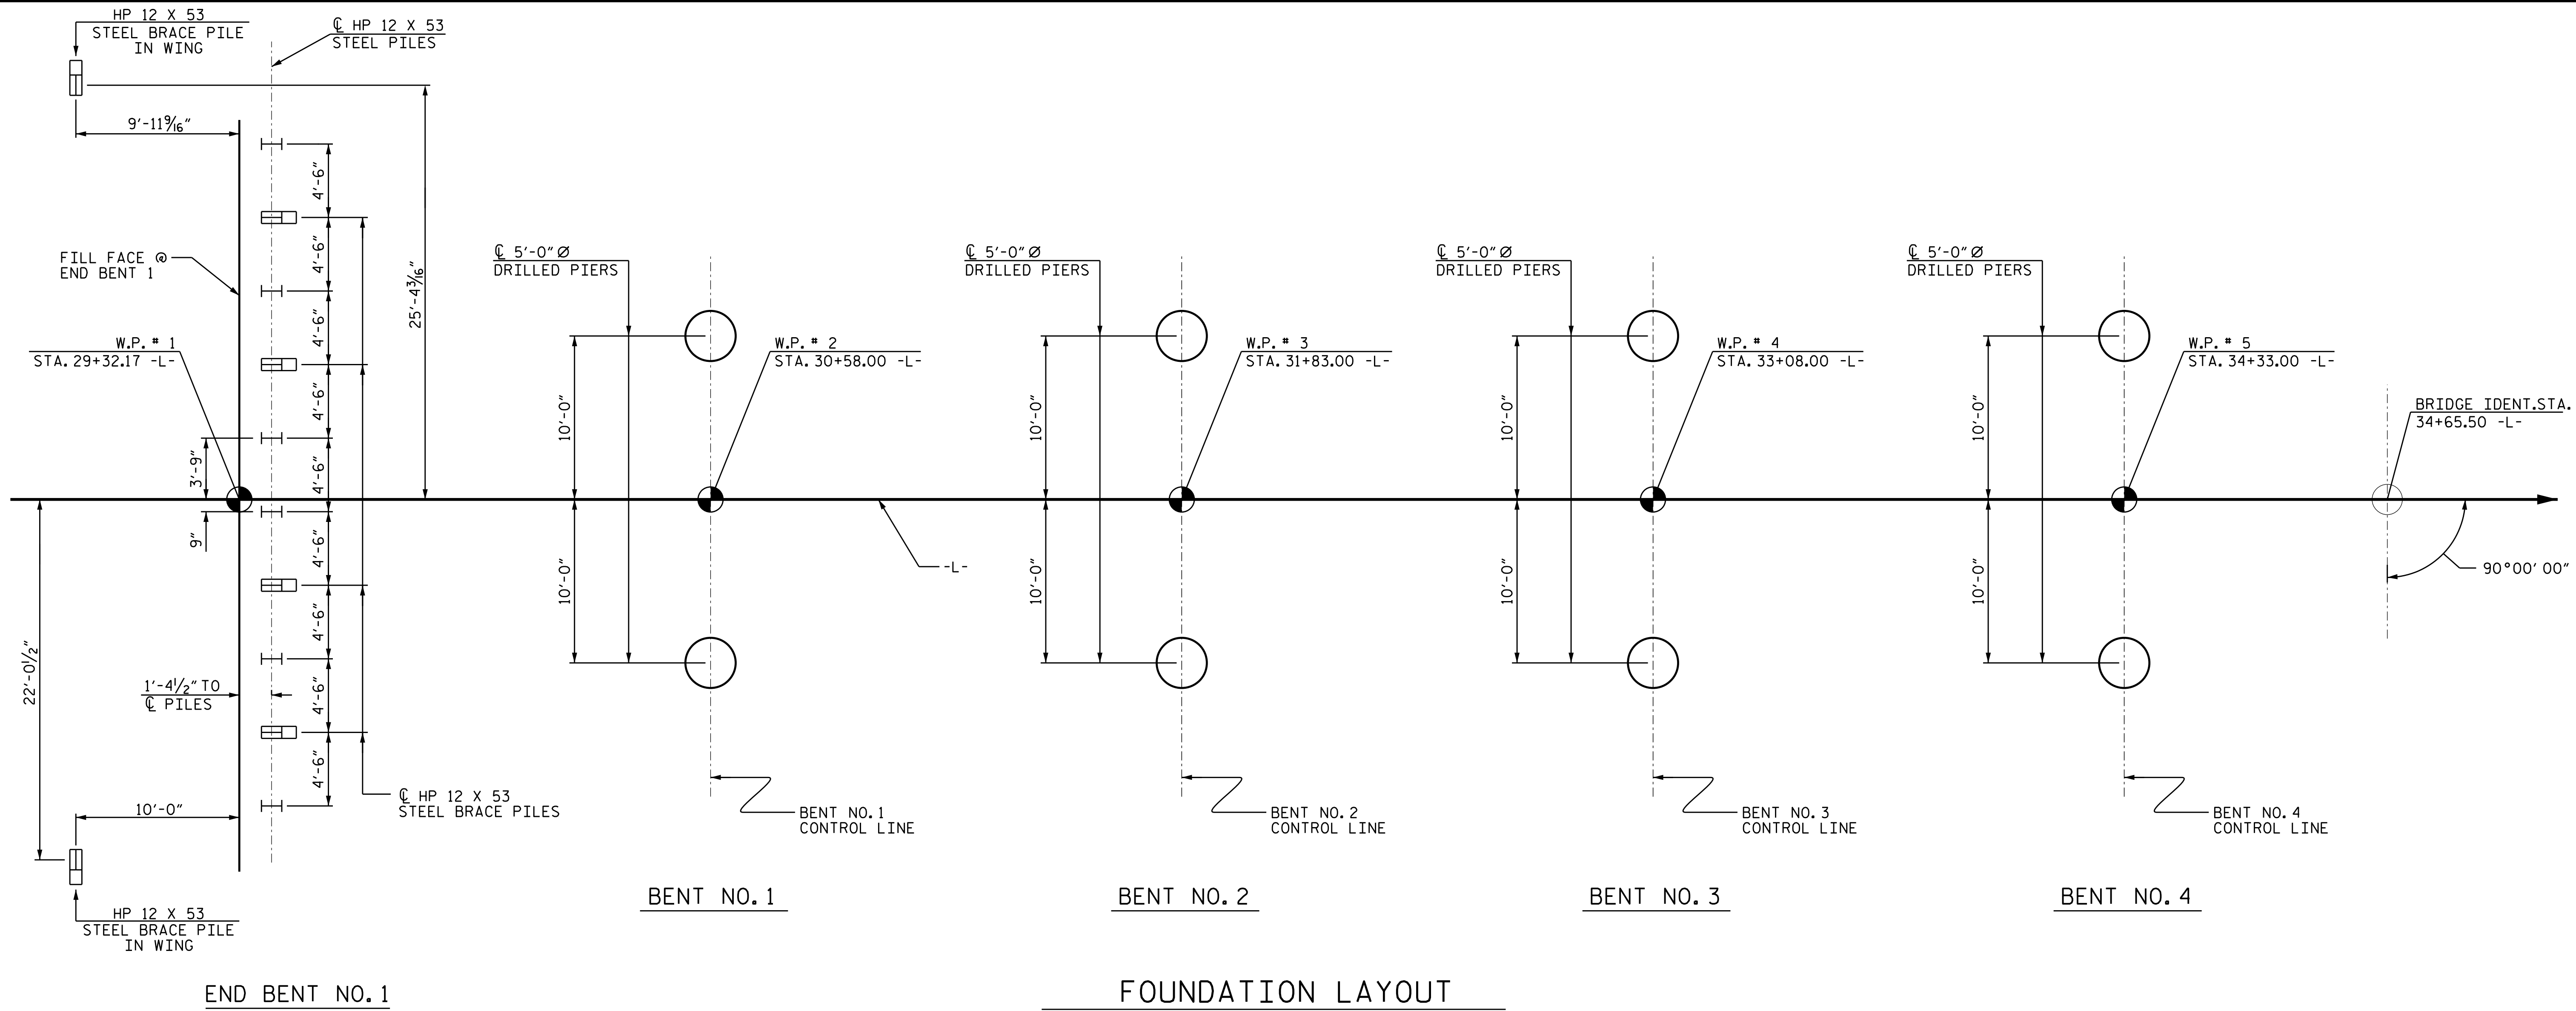 HP 12 X 53
STEEL BRACE PILE
IN WING
℄ HP 12 X 53
STEEL PILES
9'-11 9/16"
25'-4 3/16"
4'-6"
4'-6"
4'-6"
4'-6"
4'-6"
4'-6"
4'-6"
4'-6"
4'-6"
FILL FACE @
END BENT 1
W.P. # 1
STA. 29+32.17 -L-
3'-9"
9"
22'-0 1/2"
1'-4 1/2" TO
℄ PILES
10'-0"
HP 12 X 53
STEEL BRACE PILE
IN WING
℄ HP 12 X 53
STEEL BRACE PILES
END BENT NO. 1
℄ 5'-0" Ø
DRILLED PIERS
W.P. # 2
STA. 30+58.00 -L-
10'-0"
10'-0"
-L-
BENT NO. 1
CONTROL LINE
BENT NO. 1
℄ 5'-0" Ø
DRILLED PIERS
W.P. # 3
STA. 31+83.00 -L-
10'-0"
10'-0"
BENT NO. 2
CONTROL LINE
BENT NO. 2
℄ 5'-0" Ø
DRILLED PIERS
W.P. # 4
STA. 33+08.00 -L-
10'-0"
10'-0"
BENT NO. 3
CONTROL LINE
BENT NO. 3
℄ 5'-0" Ø
DRILLED PIERS
W.P. # 5
STA. 34+33.00 -L-
10'-0"
10'-0"
BENT NO. 4
CONTROL LINE
BENT NO. 4
BRIDGE IDENT. STA.
34+65.50 -L-
90°00'00"
FOUNDATION LAYOUT